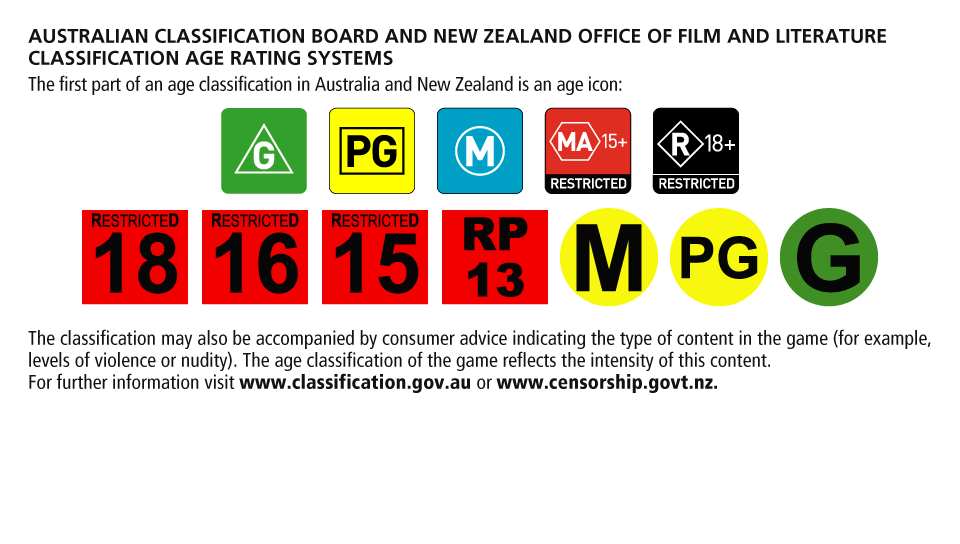 AUSTRALIAN CLASSIFICATION BOARD AND NEW ZEALAND OFFICE OF FILM AND LITERATURE
CLASSIFICATION AGE RATING SYSTEMS
The first part of an age classification in Australia and New Zealand is an age icon:
G PG M MA 15+ R 18+
RESTRICTED RESTRICTED
RESTRICTED RESTRICTED RESTRICTED RP M PG G
18 16 15 13
The classification may also be accompanied by consumer advice indicating the type of content in the game (for example,
levels of violence or nudity). The age classification of the game reflects the intensity of this content.
For further information visit www.classification.gov.au or www.censorship.govt.nz.